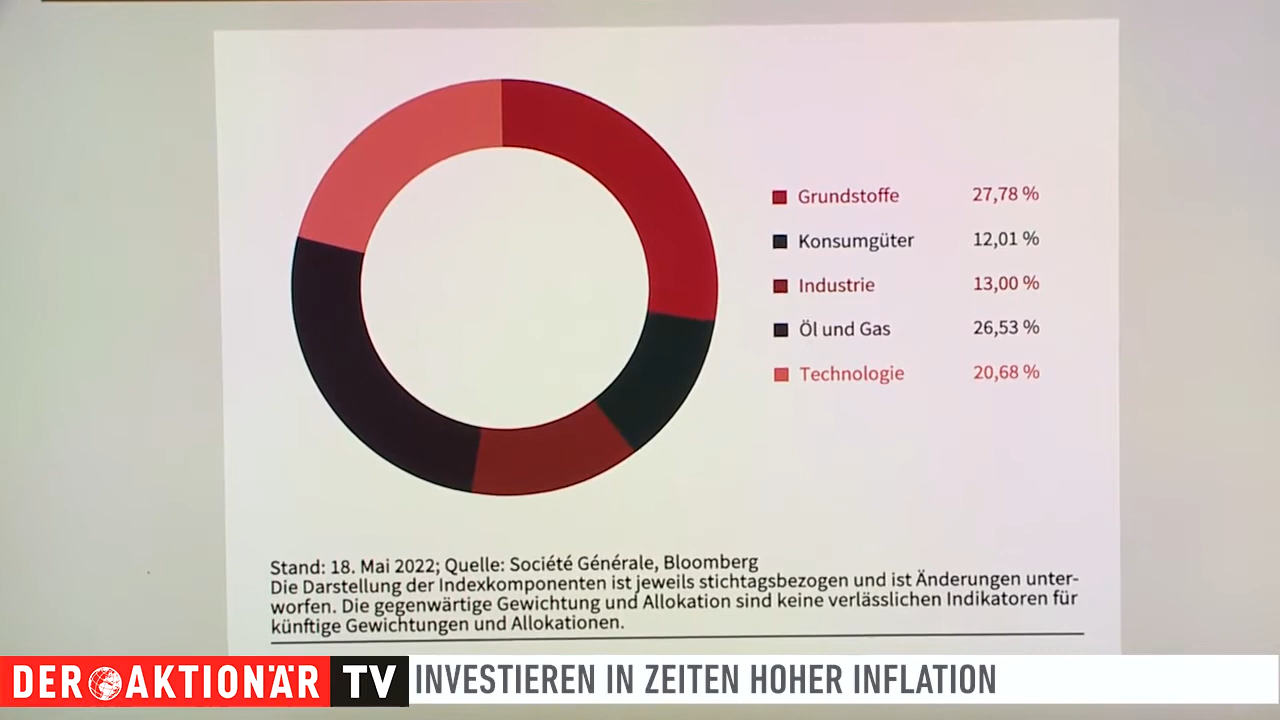 Grundstoffe 27,78 %
Konsumgüter 12,01 %
Industrie 13,00 %
Öl und Gas 26,53 %
Technologie 20,68 %
Stand: 18. Mai 2022; Quelle: Société Générale, Bloomberg
Die Darstellung der Indexkomponenten ist jeweils stichtagsbezogen und ist Änderungen unter-
worfen. Die gegenwärtige Gewichtung und Allokation sind keine verlässlichen Indikatoren für
künftige Gewichtungen und Allokationen.
DER AKTIONÄR TV INVESTIEREN IN ZEITEN HOHER INFLATION